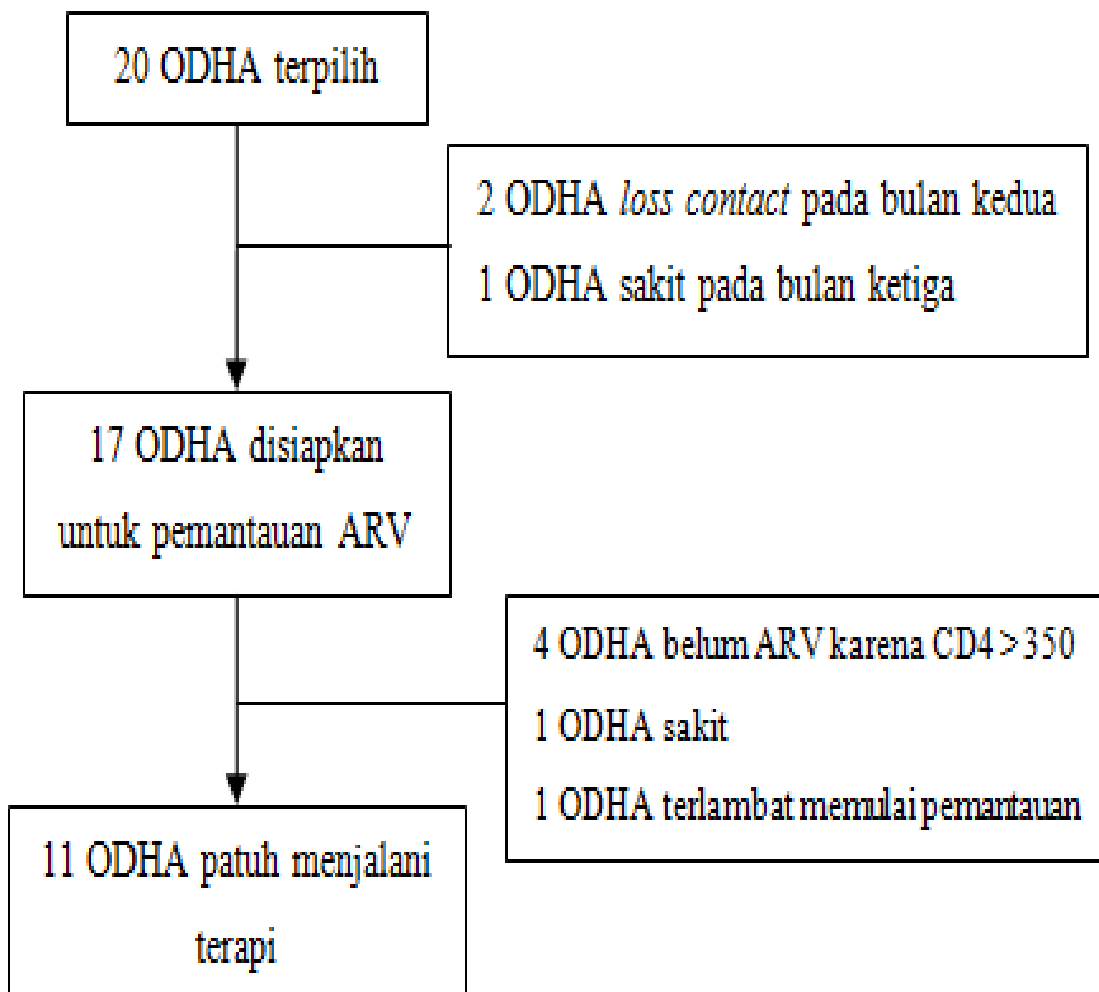 20 ODHA terpilih
2 ODHA loss contact pada bulan kedua
1 ODHA sakit pada bulan ketiga
17 ODHA disiapkan
untuk pemantauan ARV
4 ODHA belum ARV karena CD4 > 350
1 ODHA sakit
1 ODHA terlambat memulai pemantauan
11 ODHA patuh menjalani
terapi